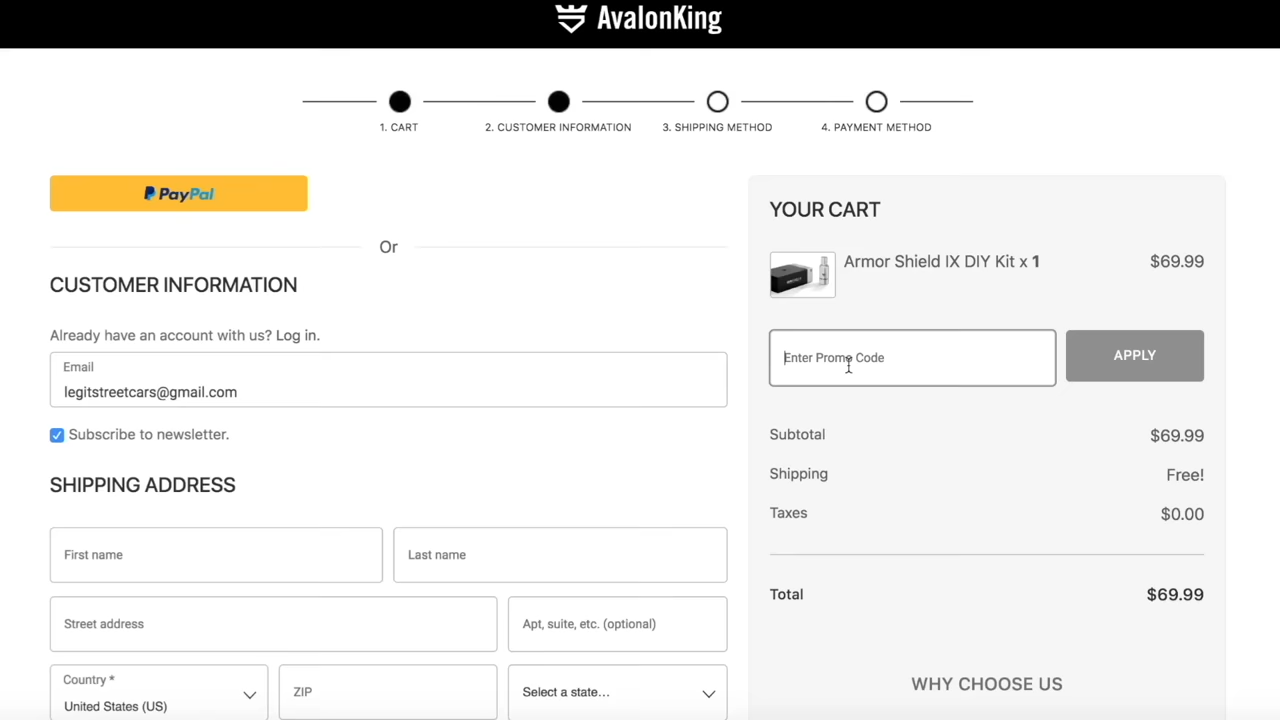 AvalonKing
1. CART
2. CUSTOMER INFORMATION
3. SHIPPING METHOD
4. PAYMENT METHOD
PayPal
Or
CUSTOMER INFORMATION
Already have an account with us? Log in.
Email
legitstreetcars@gmail.com
Subscribe to newsletter.
SHIPPING ADDRESS
First name
Last name
Street address
Apt, suite, etc. (optional)
Country *
United States (US)
ZIP
Select a state...
YOUR CART
Armor Shield IX DIY Kit x 1
$69.99
Enter Promo Code
APPLY
Subtotal
$69.99
Shipping
Free!
Taxes
$0.00
Total
$69.99
WHY CHOOSE US